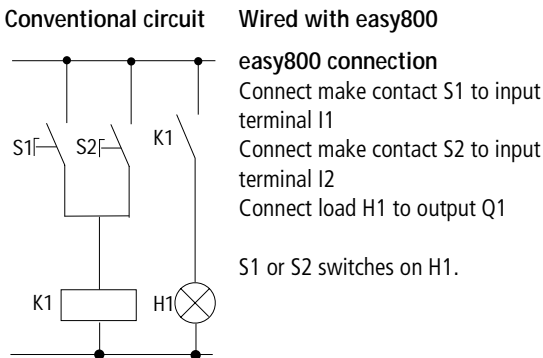 Conventional circuit
Wired with easy800
S1
S2
K1
K1
H1
easy800 connection
Connect make contact S1 to input
terminal I1
Connect make contact S2 to input
terminal I2
Connect load H1 to output Q1
S1 or S2 switches on H1.